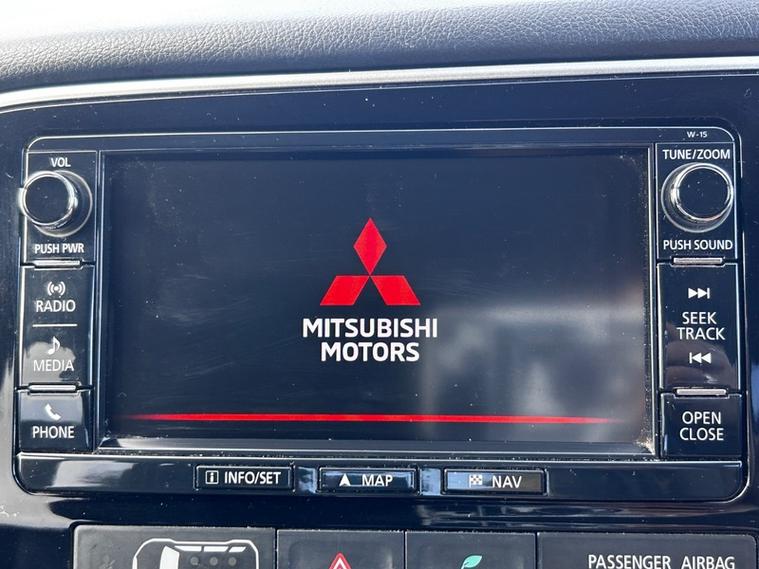 W-15
VOL
TUNE/ZOOM
PUSH PWR
PUSH SOUND
RADIO
MEDIA
PHONE
MITSUBISHI
MOTORS
SEEK
TRACK
OPEN
CLOSE
i INFO/SET
MAP
NAV
PASSENGER AIRBAG